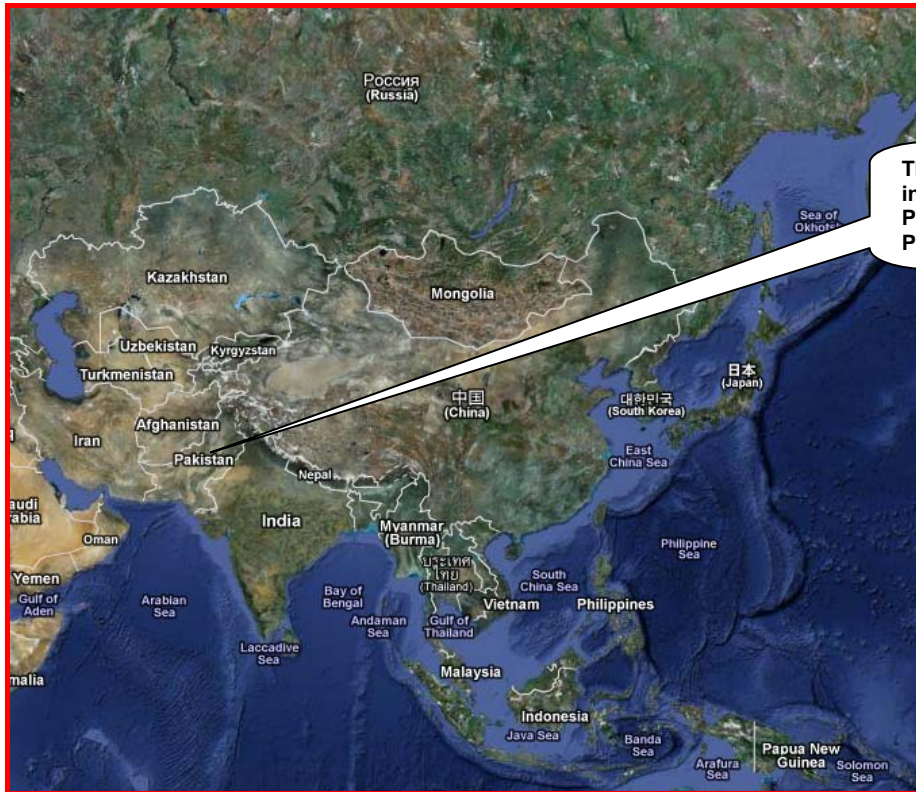 Россия
(Russia)
Sea of
Kazakhstan
Mongolia
Uzbekistan
Kyrgyzstan
Turkmenistan
日本
(Japan)
中国
(China)
대한민국
(South Korea)
Afghanistan
Iran
Pakistan
East
China Sea
Nepal
India
Myanmar
(Burma)
Oman
Philippine
Sea
ประเทศ
ไทย
(Thailand)
Yemen
Gulf of
Aden
Arabian
Sea
Bay of
Bengal
Andaman
Sea
South
China Sea
Vietnam
Philippines
Gulf of
Thailand
Laccadive
Sea
Malaysia
Indonesia
Java Sea
Banda
Sea
Arafura
Sea
Papua New
Guinea
Solomon
Sea